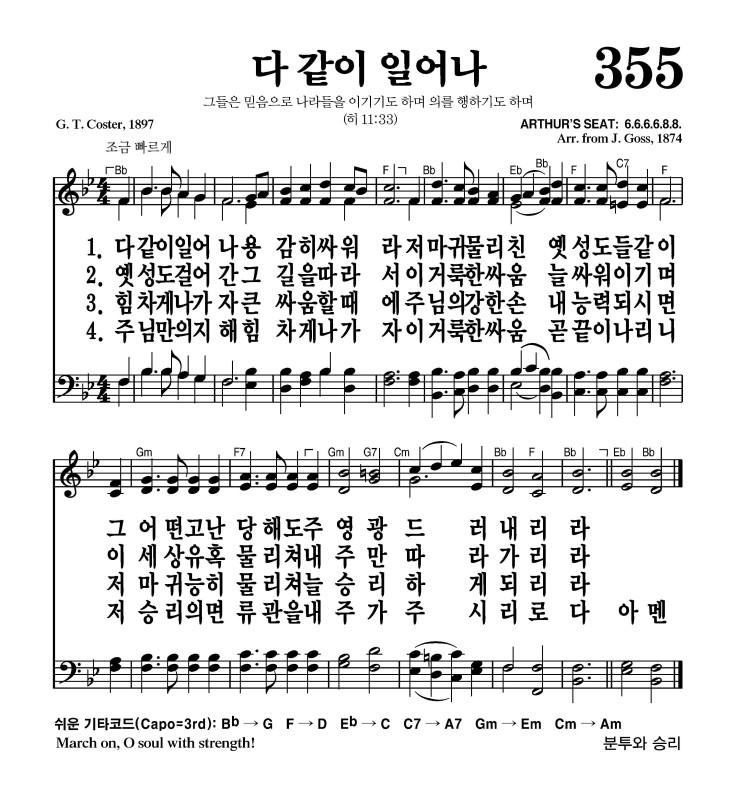 다 같이 일어나
355
그들은 믿음으로 나라들을 이기기도 하며 의를 행하기도 하며
(히 11:33)
G. T. Coster, 1897
ARTHUR'S SEAT: 6.6.6.6.8.8.
Arr. from J. Goss, 1874
조금 빠르게
Bb F Bb Eb Bb F C7 F
1. 다같이일어 나용 감히싸워 라저마귀물리친 옛성도들같이
2. 옛성도걸어 간그 길을따라 서이거룩한싸움 늘싸워이기며
3. 힘차게나가 자큰 싸움할때 에주님의강한손 내능력되시면
4. 주님만의지 해힘 차게나가 자이거룩한싸움 곧끝이나리니
Gm F7 Gm G7 Cm Bb F Bb Eb Bb
그 어떤고난 당해도주 영광 드 러내리라
이 세상유혹 물리쳐내 주만 따 라가리라
저 마귀능히 물리쳐늘 승리 하 게되리라
저 승리의면 류관을내 주가 주 시리로다 아멘
쉬운 기타코드(Capo=3rd): Bb → G F → D Eb → C C7 → A7 Gm → Em Cm → Am
March on, O soul with strength!
분투와 승리